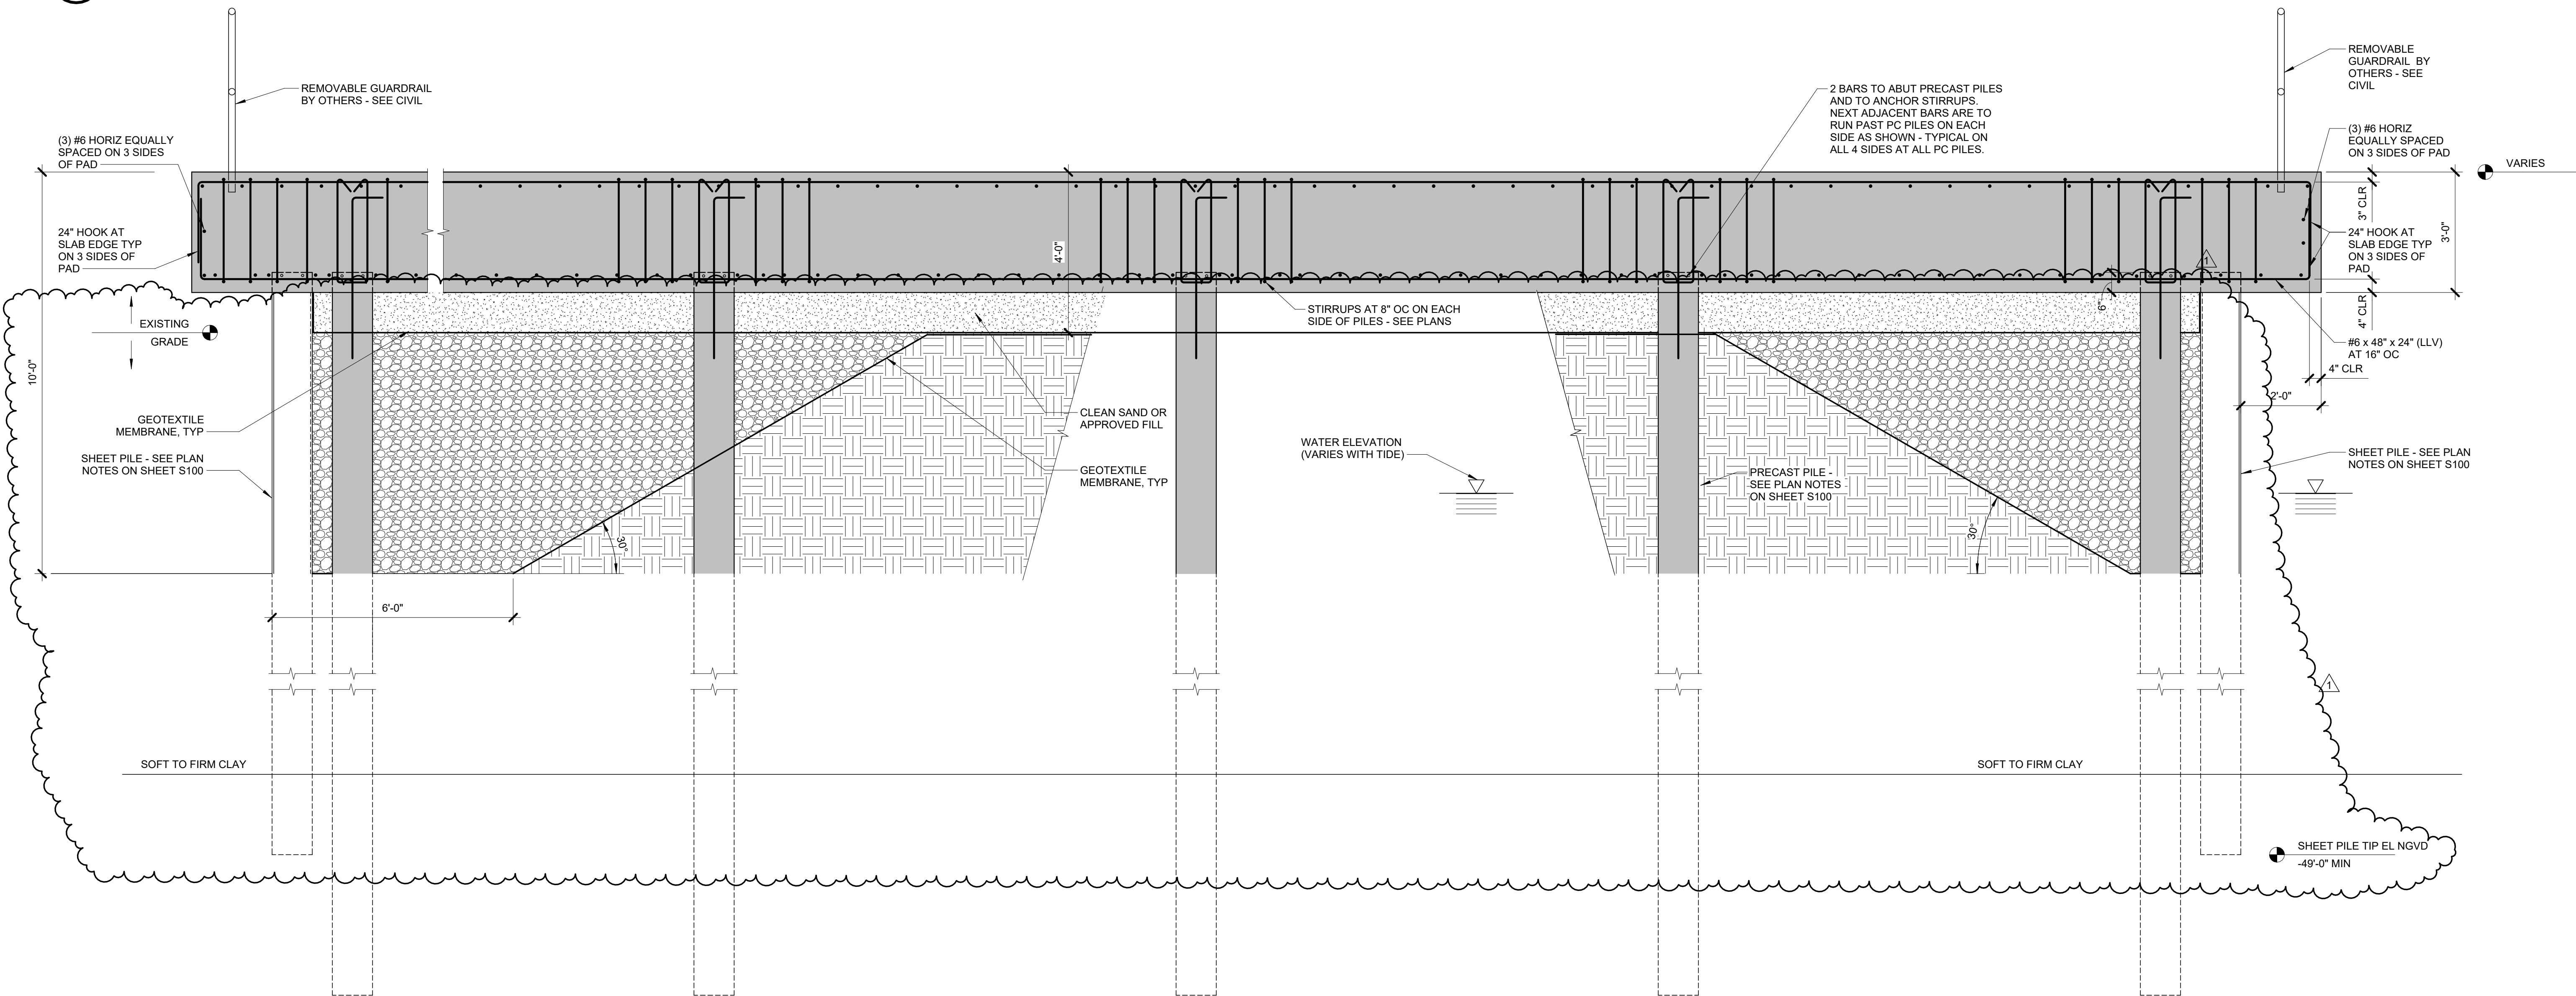 REMOVABLE GUARDRAIL
BY OTHERS - SEE CIVIL
(3) #6 HORIZ EQUALLY
SPACED ON 3 SIDES
OF PAD
24" HOOK AT
SLAB EDGE TYP
ON 3 SIDES OF
PAD
EXISTING
GRADE
10'-0"
GEOTEXTILE
MEMBRANE, TYP
SHEET PILE - SEE PLAN
NOTES ON SHEET S100
6'-0"
30°
4'-0"
CLEAN SAND OR
APPROVED FILL
GEOTEXTILE
MEMBRANE, TYP
STIRRUPS AT 8" OC ON EACH
SIDE OF PILES - SEE PLANS
WATER ELEVATION
(VARIES WITH TIDE)
2 BARS TO ABUT PRECAST PILES
AND TO ANCHOR STIRRUPS.
NEXT ADJACENT BARS ARE TO
RUN PAST PC PILES ON EACH
SIDE AS SHOWN - TYPICAL ON
ALL 4 SIDES AT ALL PC PILES.
PRECAST PILE -
SEE PLAN NOTES
ON SHEET S100
30°
6"
1
REMOVABLE
GUARDRAIL BY
OTHERS - SEE
CIVIL
(3) #6 HORIZ
EQUALLY SPACED
ON 3 SIDES OF PAD
VARIES
3" CLR
3'-0"
24" HOOK AT
SLAB EDGE TYP
ON 3 SIDES OF
PAD
4" CLR
#6 x 48" x 24" (LLV)
AT 16" OC
4" CLR
2'-0"
SHEET PILE - SEE PLAN
NOTES ON SHEET S100
1
SOFT TO FIRM CLAY
SOFT TO FIRM CLAY
SHEET PILE TIP EL NGVD
-49'-0" MIN